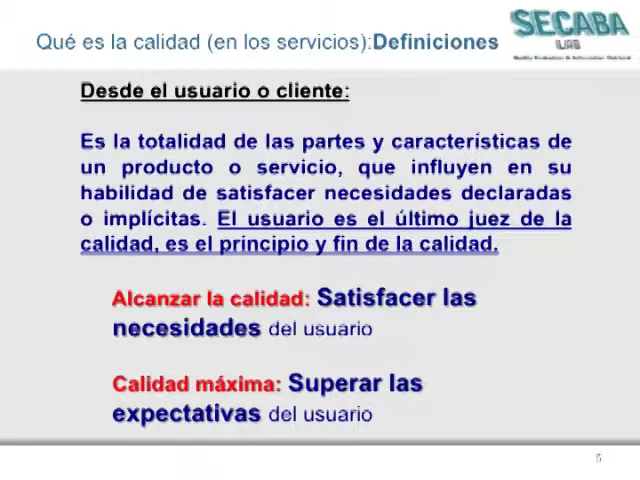 Qué es la calidad (en los servicios):Definiciones
SECABA
LAB
Desde el usuario o cliente:
Es la totalidad de las partes y características de
un producto o servicio, que influyen en su
habilidad de satisfacer necesidades declaradas
o implícitas. El usuario es el último juez de la
calidad, es el principio y fin de la calidad.
Alcanzar la calidad: Satisfacer las
necesidades del usuario
Calidad máxima: Superar las
expectativas del usuario